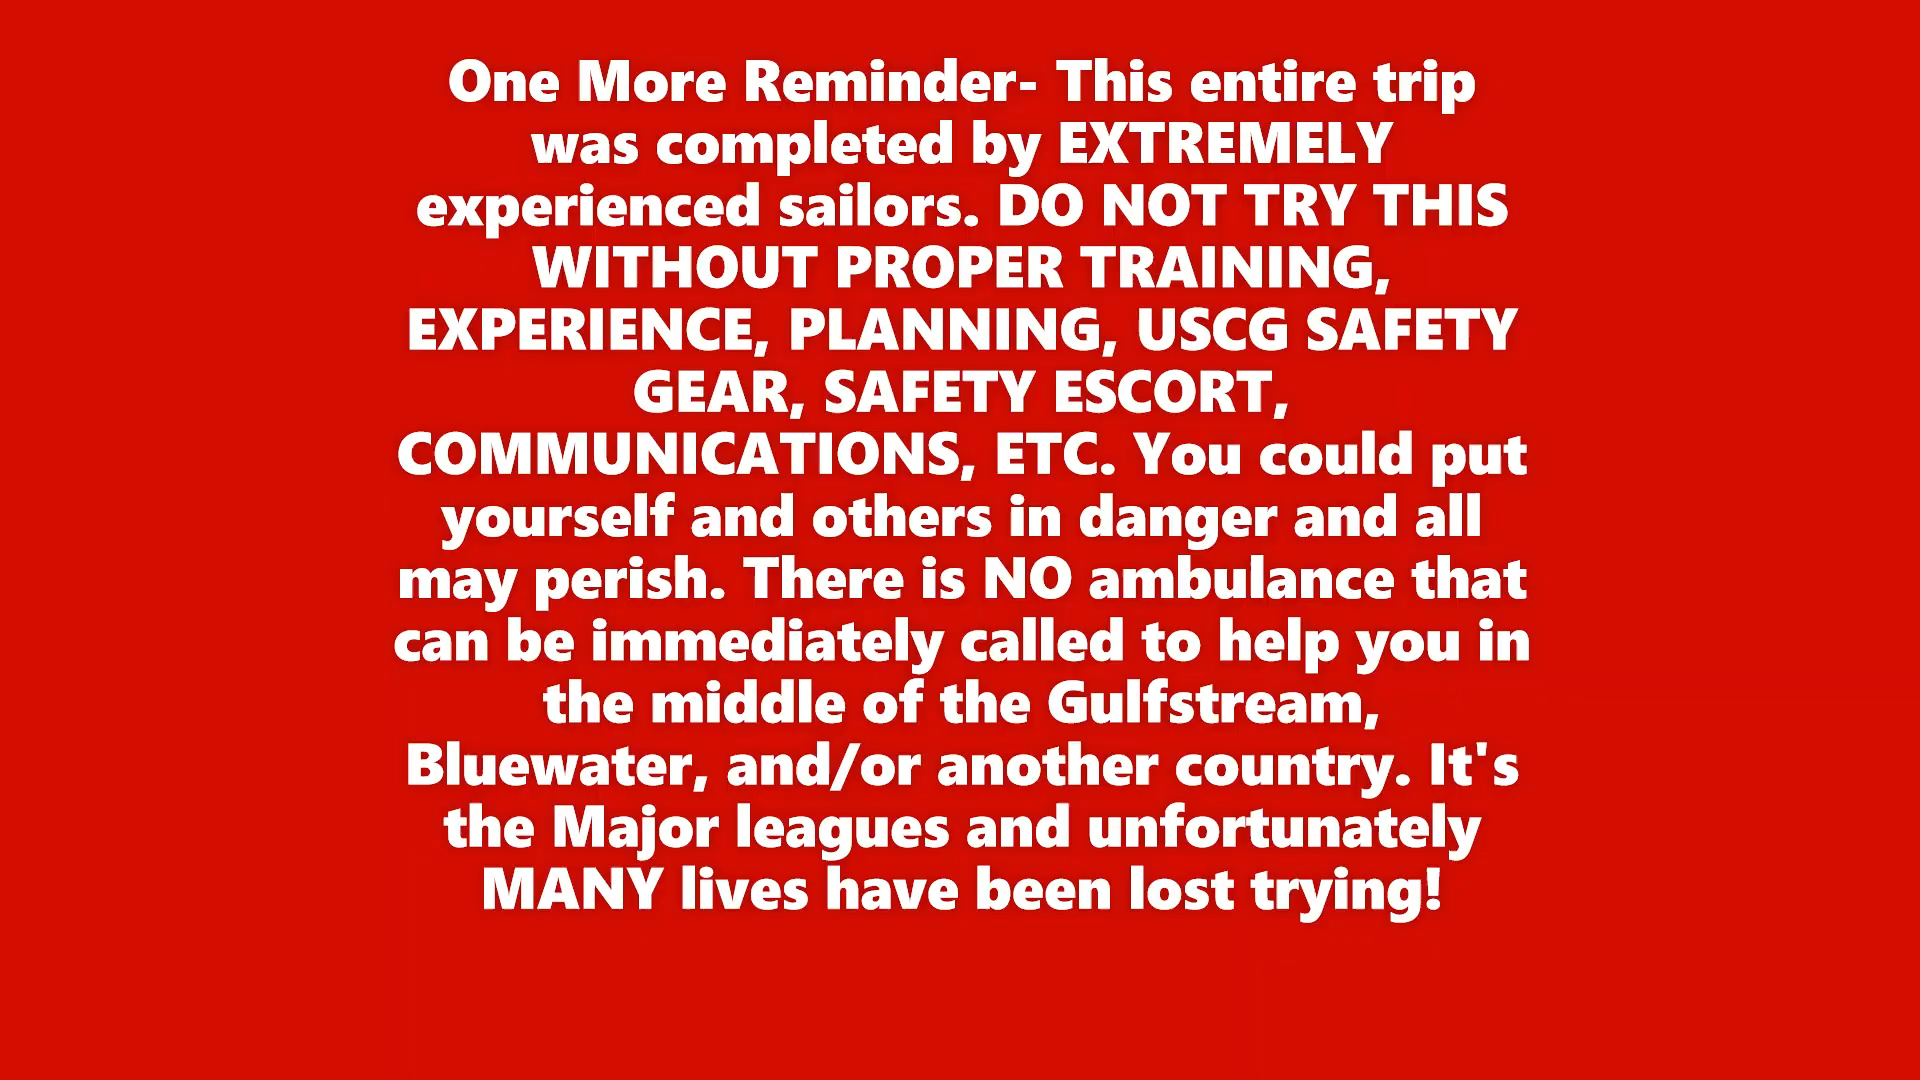 One More Reminder- This entire trip
was completed by EXTREMELY
experienced sailors. DO NOT TRY THIS
WITHOUT PROPER TRAINING,
EXPERIENCE, PLANNING, USCG SAFETY
GEAR, SAFETY ESCORT,
COMMUNICATIONS, ETC. You could put
yourself and others in danger and all
may perish. There is NO ambulance that
can be immediately called to help you in
the middle of the Gulfstream,
Bluewater, and/or another country. It's
the Major leagues and unfortunately
MANY lives have been lost trying!